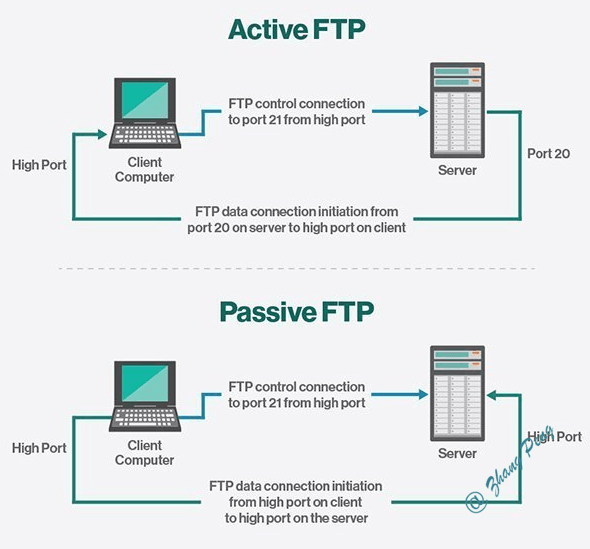 Active FTP
FTP control connection
to port 21 from high port
High Port
Client
Computer
Server
Port 20
FTP data connection initiation from
port 20 on server to high port on client
Passive FTP
FTP control connection
to port 21 from high port
High Port
Client
Computer
Server
High Port
FTP data connection initiation
from high port on client
to high port on the server
@ Zhang Peng